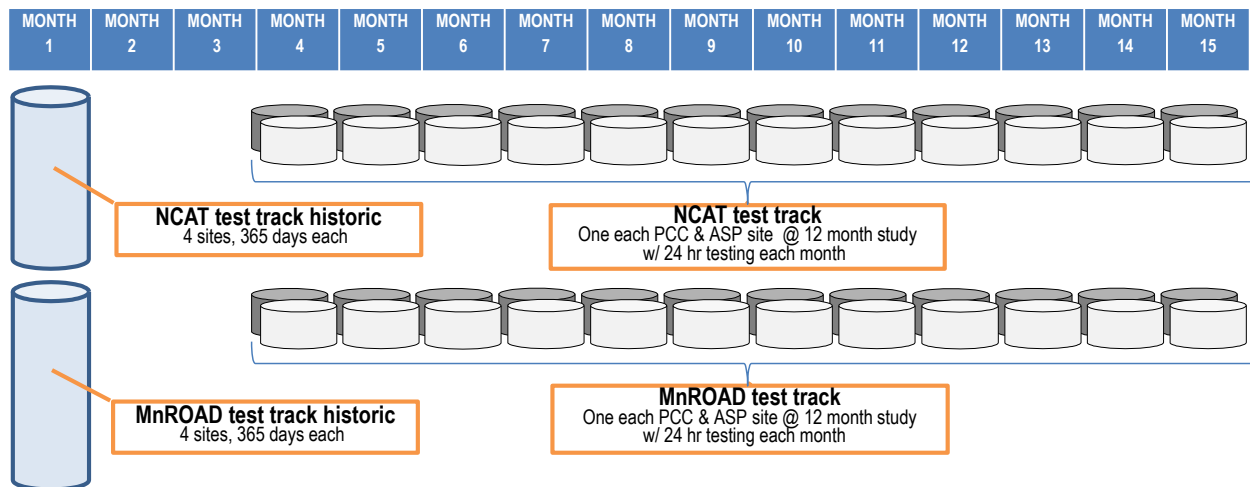 MONTH MONTH MONTH MONTH MONTH MONTH MONTH MONTH MONTH MONTH MONTH MONTH MONTH MONTH MONTH
1 2 3 4 5 6 7 8 9 10 11 12 13 14 15
NCAT test track historic
4 sites, 365 days each
NCAT test track
One each PCC & ASP site @ 12 month study
w/ 24 hr testing each month
MnROAD test track historic
4 sites, 365 days each
MnROAD test track
One each PCC & ASP site @ 12 month study
w/ 24 hr testing each month